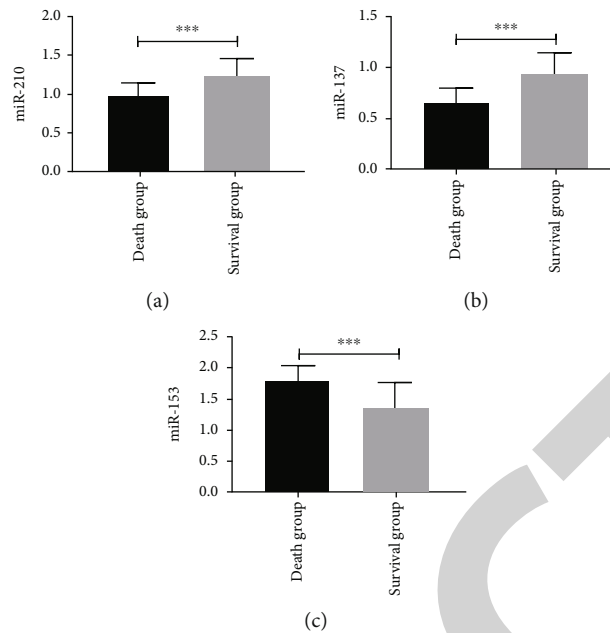 2.0
1.5
1.0
0.5
0.0
miR-210
***
Death group
Survival group
(a)
1.5
1.0
0.5
0.0
miR-137
***
Death group
Survival group
(b)
2.5
2.0
1.5
1.0
0.5
0.0
miR-153
***
Death group
Survival group
(c)